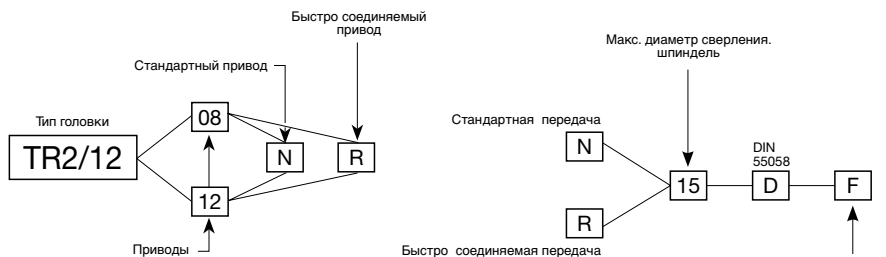 Быстро соединяемый
привод
Стандартный привод
Тип головки
TR2/12
08
N
R
12
Приводы
Макс. диаметр сверления.
шпиндель
Стандартная передача
N
DIN
55058
15
D
F
R
Быстро соединяемая передача